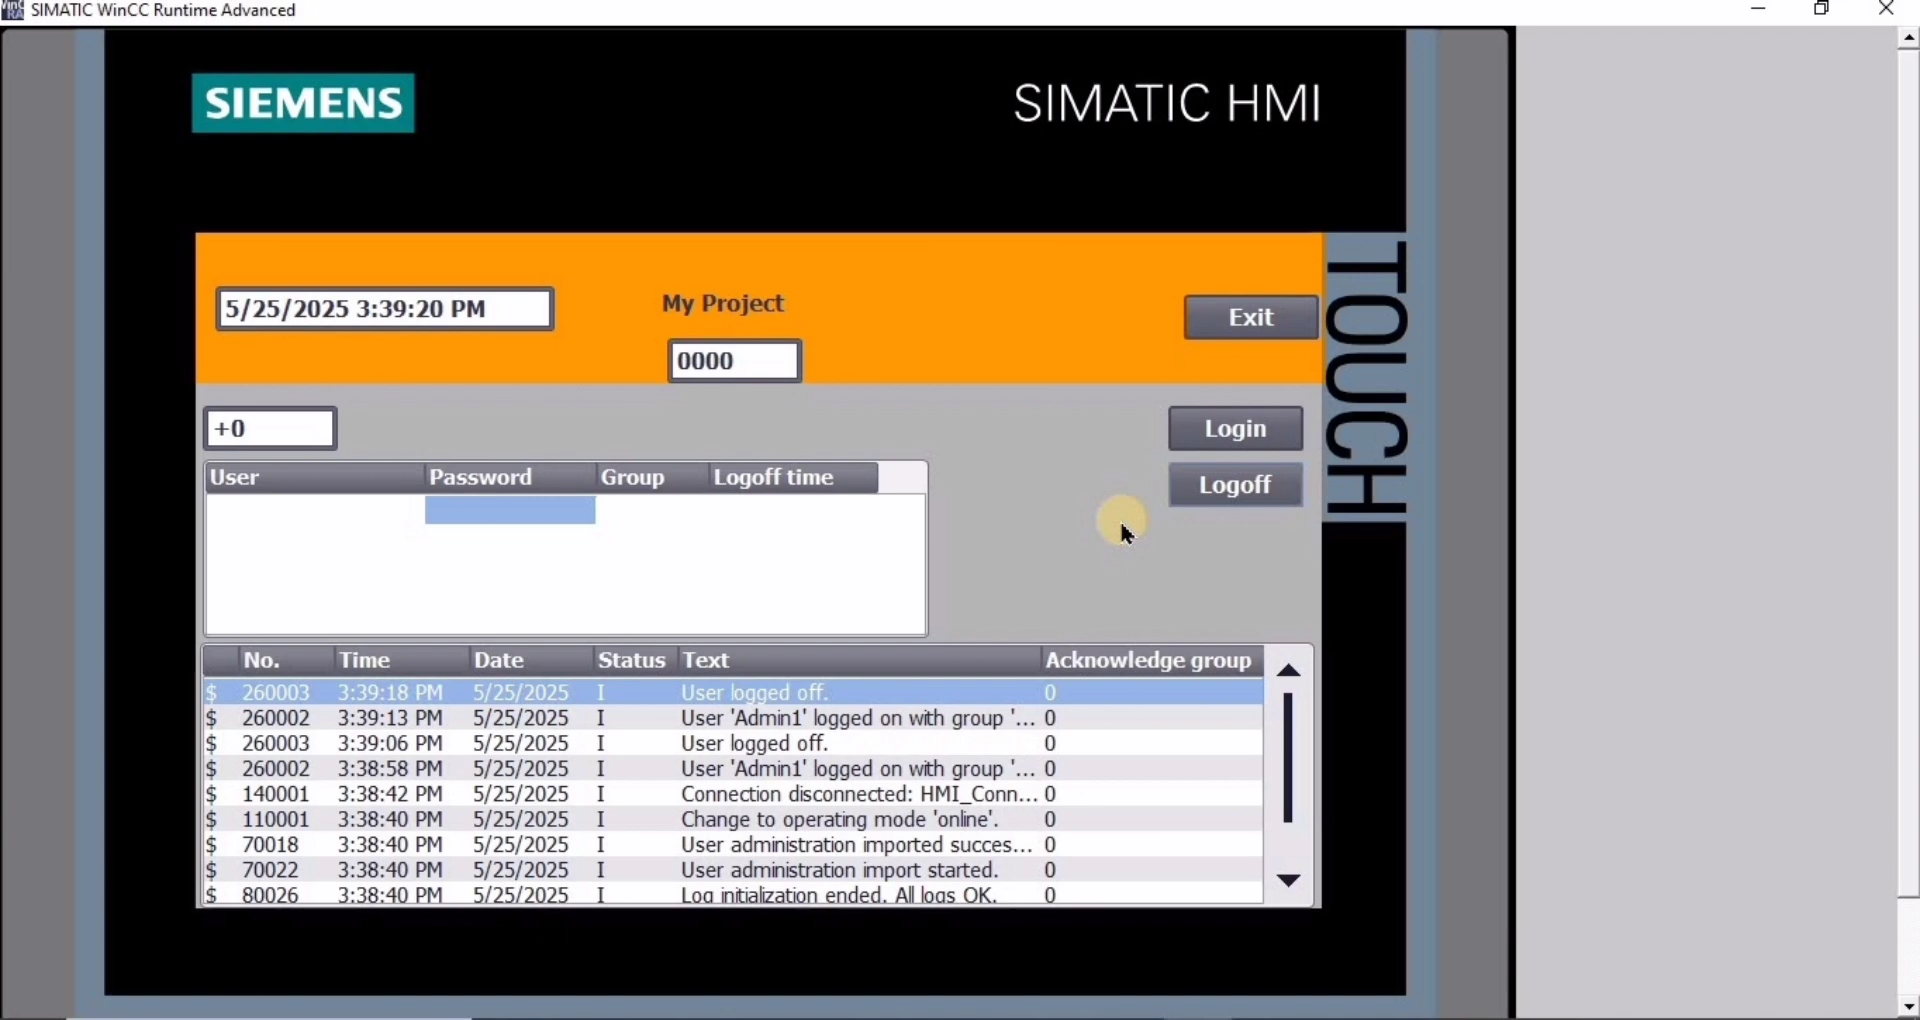 SIMATIC WinCC Runtime Advanced
SIEMENS
SIMATIC HMI
TOUCH
5/25/2025 3:39:20 PM
My Project
Exit
0000
+0
Login
User Password Group Logoff time
Logoff
No. Time Date Status Text Acknowledge group
$ 260003 3:39:18 PM 5/25/2025 I User logged off. 0
$ 260002 3:39:13 PM 5/25/2025 I User 'Admin1' logged on with group '... 0
$ 260003 3:39:06 PM 5/25/2025 I User logged off. 0
$ 260002 3:38:58 PM 5/25/2025 I User 'Admin1' logged on with group '... 0
$ 140001 3:38:42 PM 5/25/2025 I Connection disconnected: HMI_Conn... 0
$ 110001 3:38:40 PM 5/25/2025 I Change to operating mode 'online'. 0
$ 70018 3:38:40 PM 5/25/2025 I User administration imported succes... 0
$ 70022 3:38:40 PM 5/25/2025 I User administration import started. 0
$ 80026 3:38:40 PM 5/25/2025 I Log initialization ended. All logs OK. 0